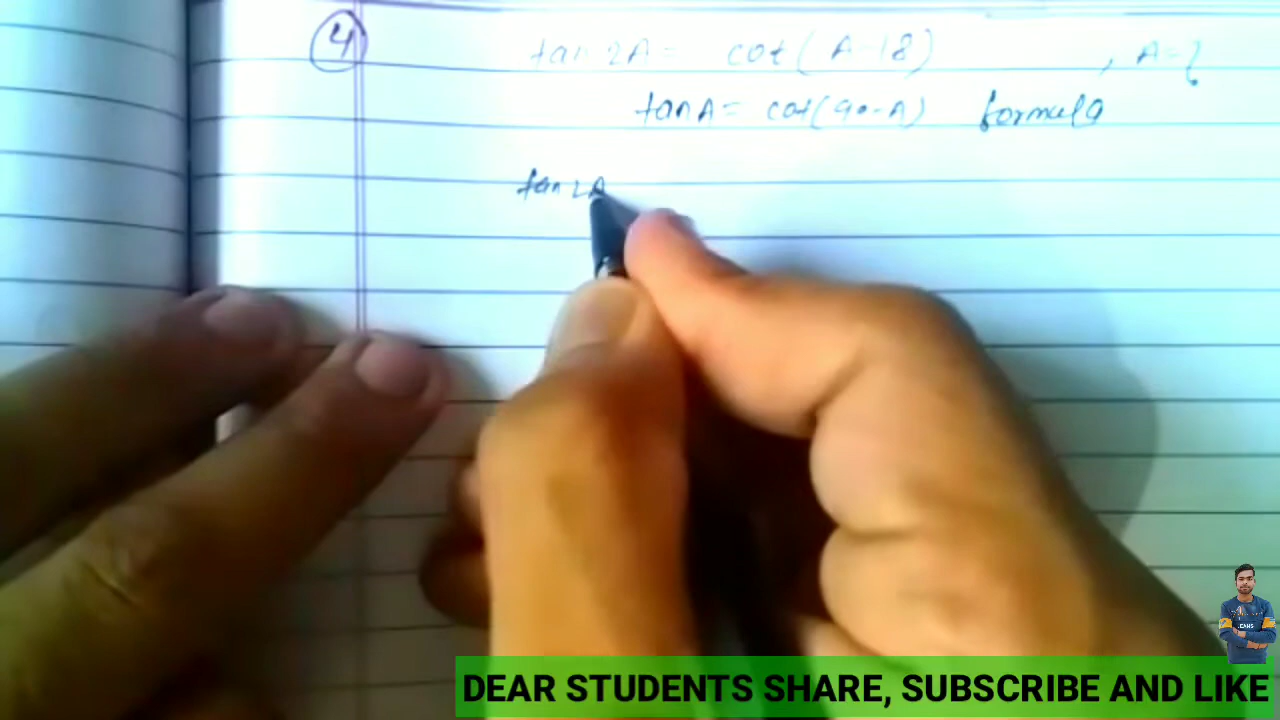 4 tan 2A = cot ( A-18) , A=?
tan A = cot(90-A) formula
tan 2A
DEAR STUDENTS SHARE, SUBSCRIBE AND LIKE